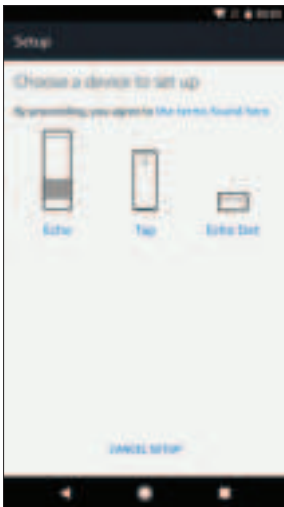 Setup
Choose a device to set up
By proceeding, you agree to the terms found here
Echo
Tap
Echo Dot
CANCEL SETUP